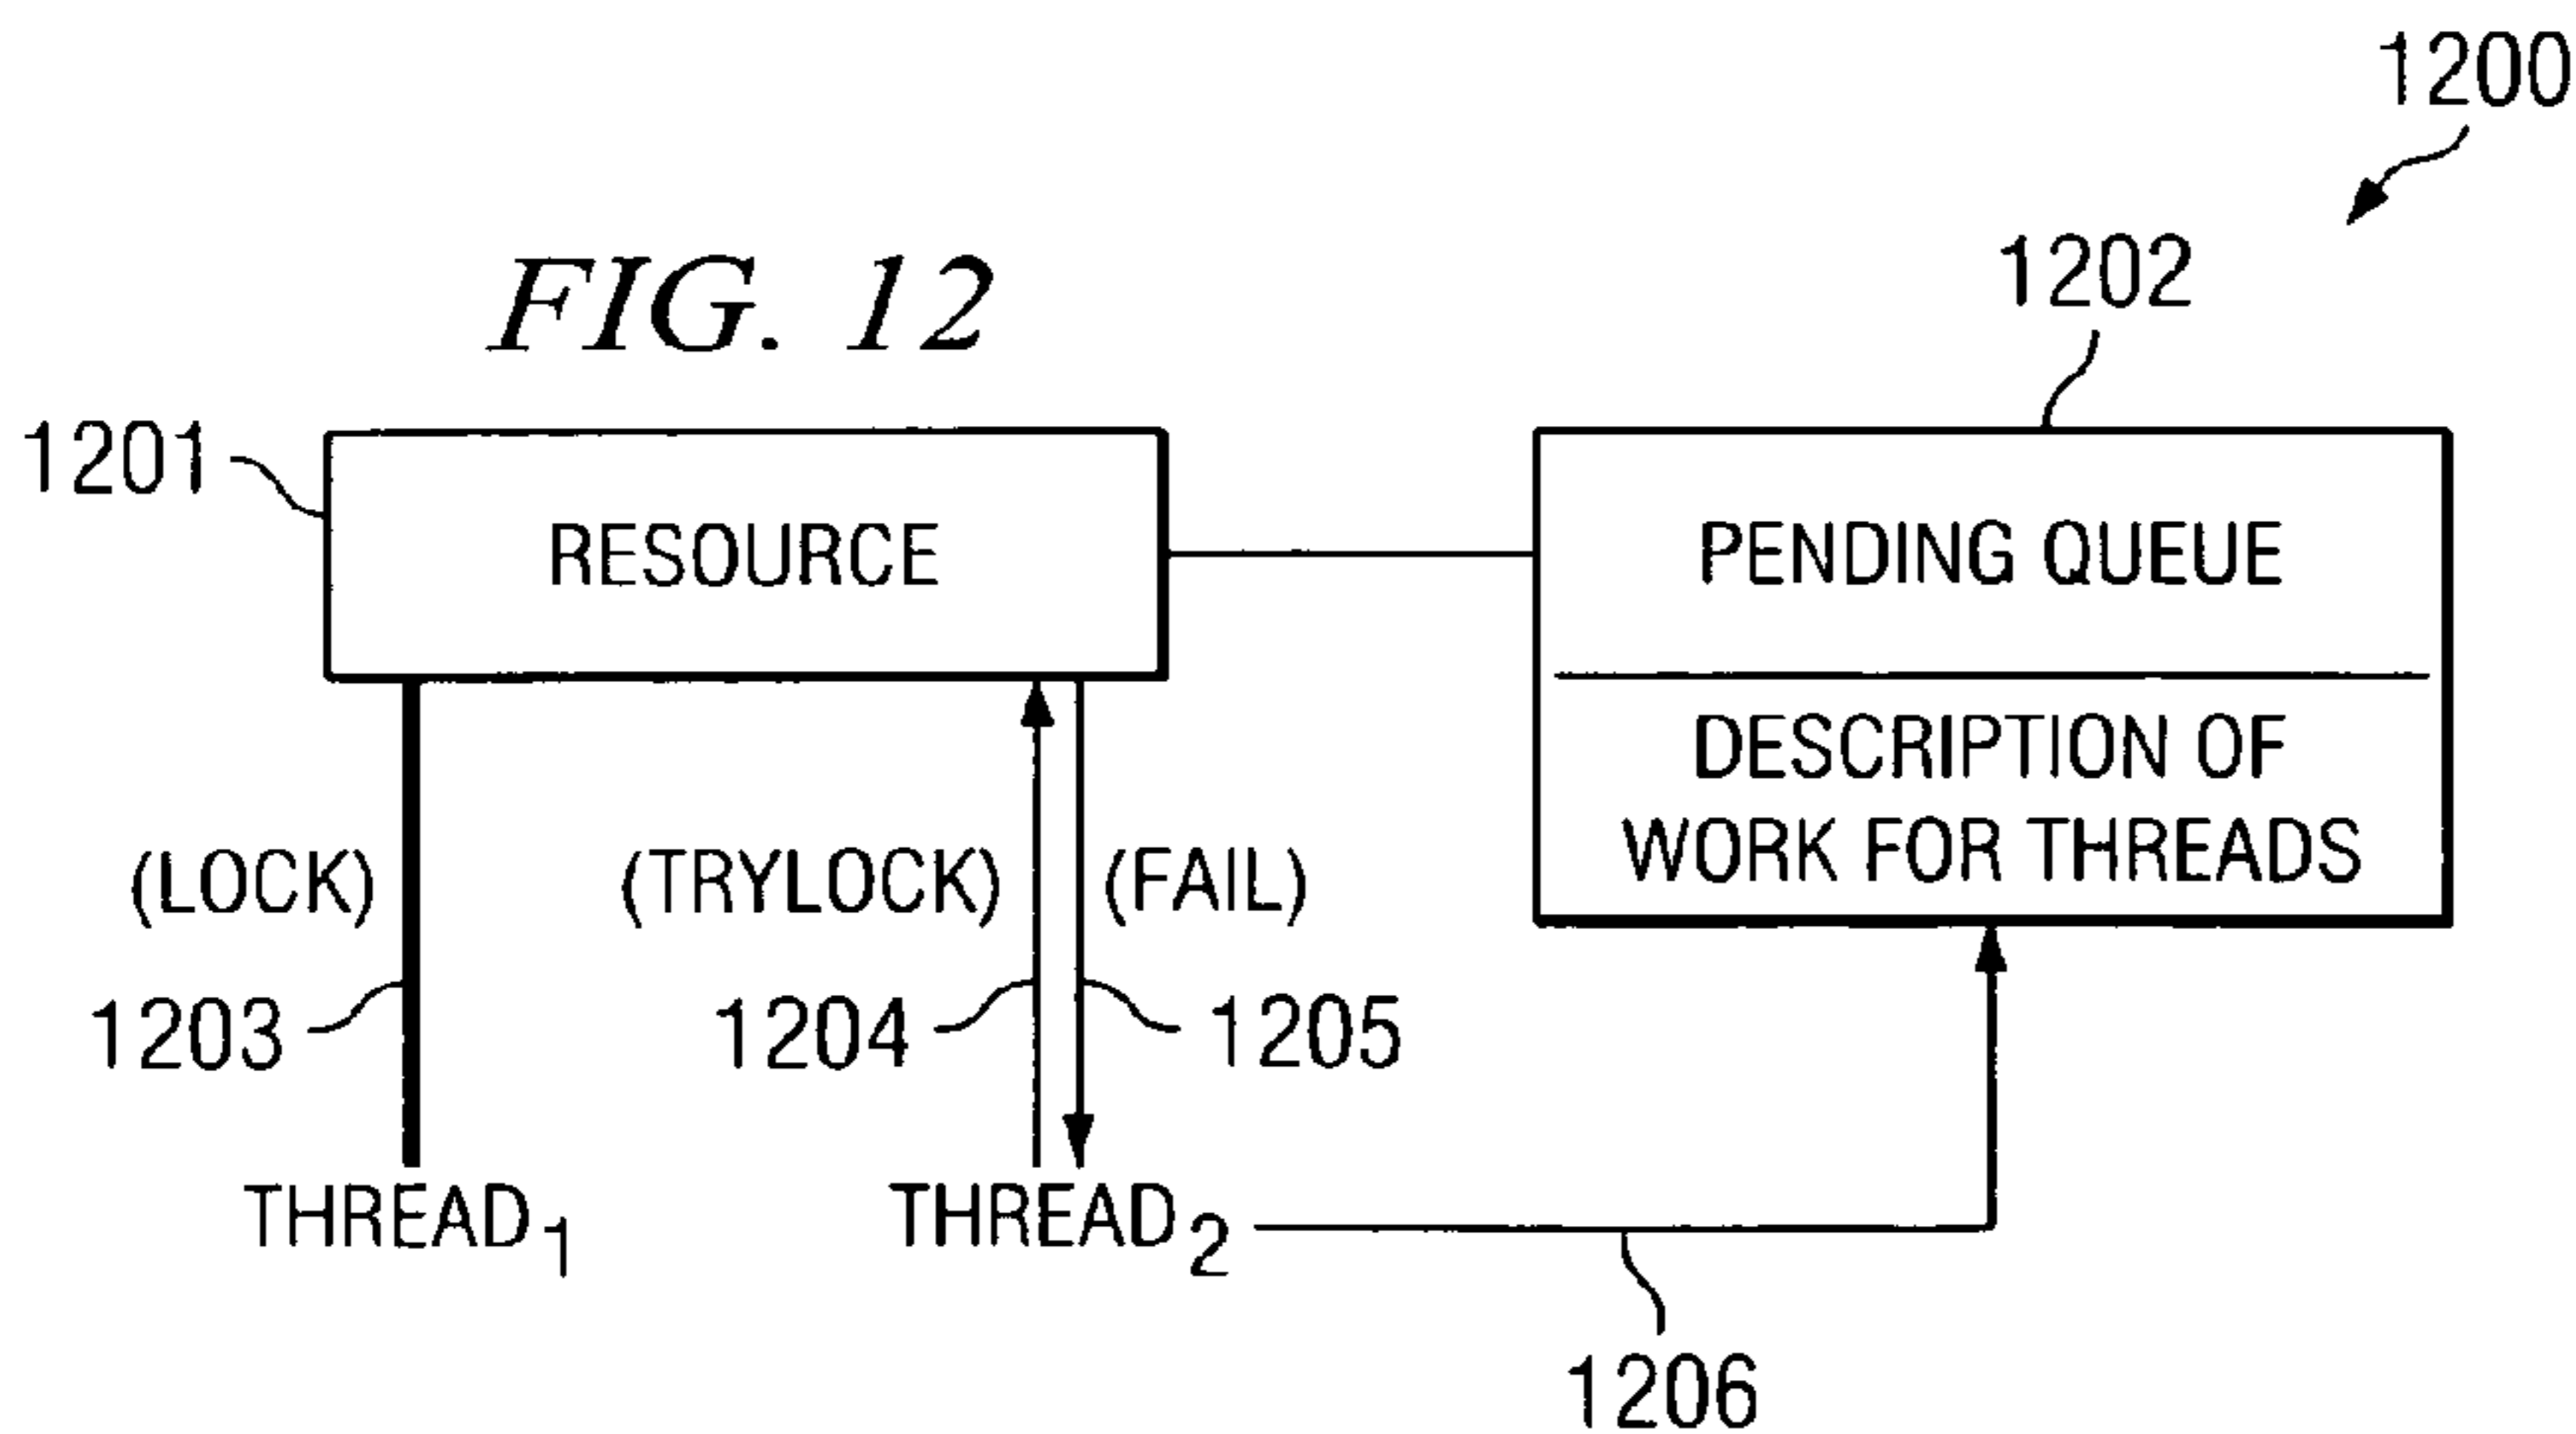 1200
FIG. 12
1202
1201
RESOURCE
PENDING QUEUE
DESCRIPTION OF
WORK FOR THREADS
(LOCK)
(TRYLOCK)
(FAIL)
1203
1204
1205
THREAD1
THREAD2
1206